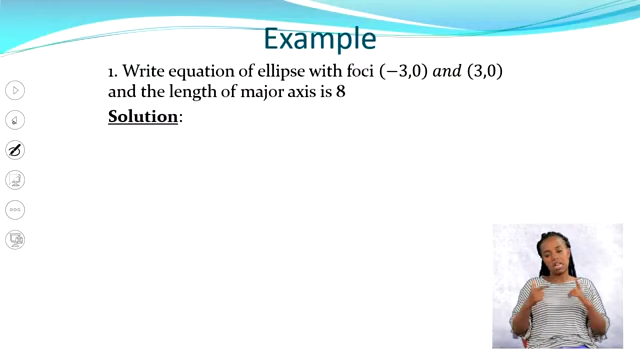 Example
1. Write equation of ellipse with foci (−3,0) and (3,0)
and the length of major axis is 8
Solution: